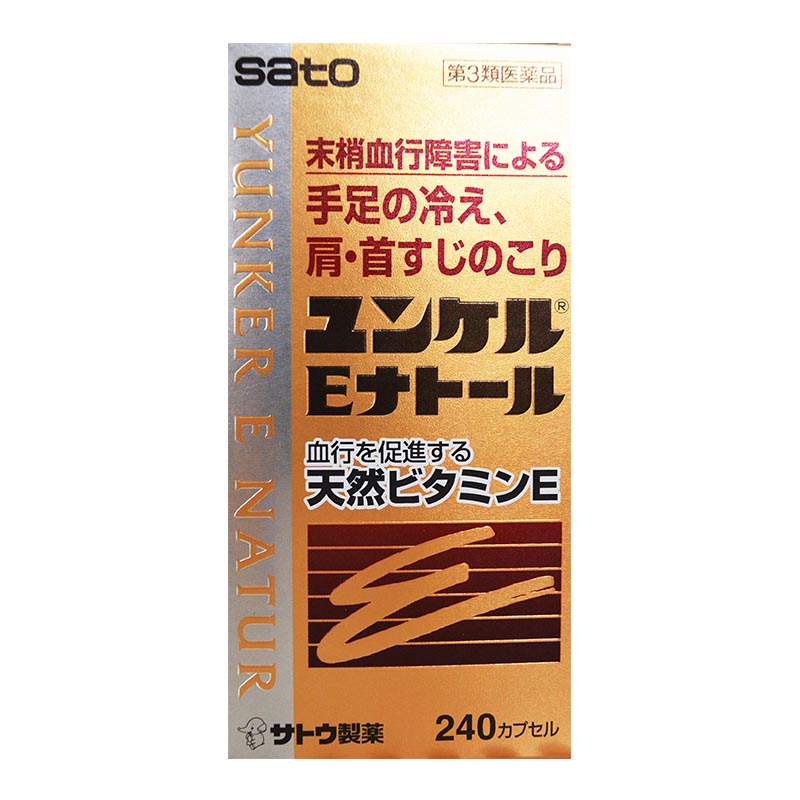 sato
第3類医薬品
末梢血行障害による
手足の冷え、
肩・首すじのこり
ユンケル®
Eナトール
血行を促進する
天然ビタミンE
YUNKER E NATUR
サトウ製薬
240カプセル